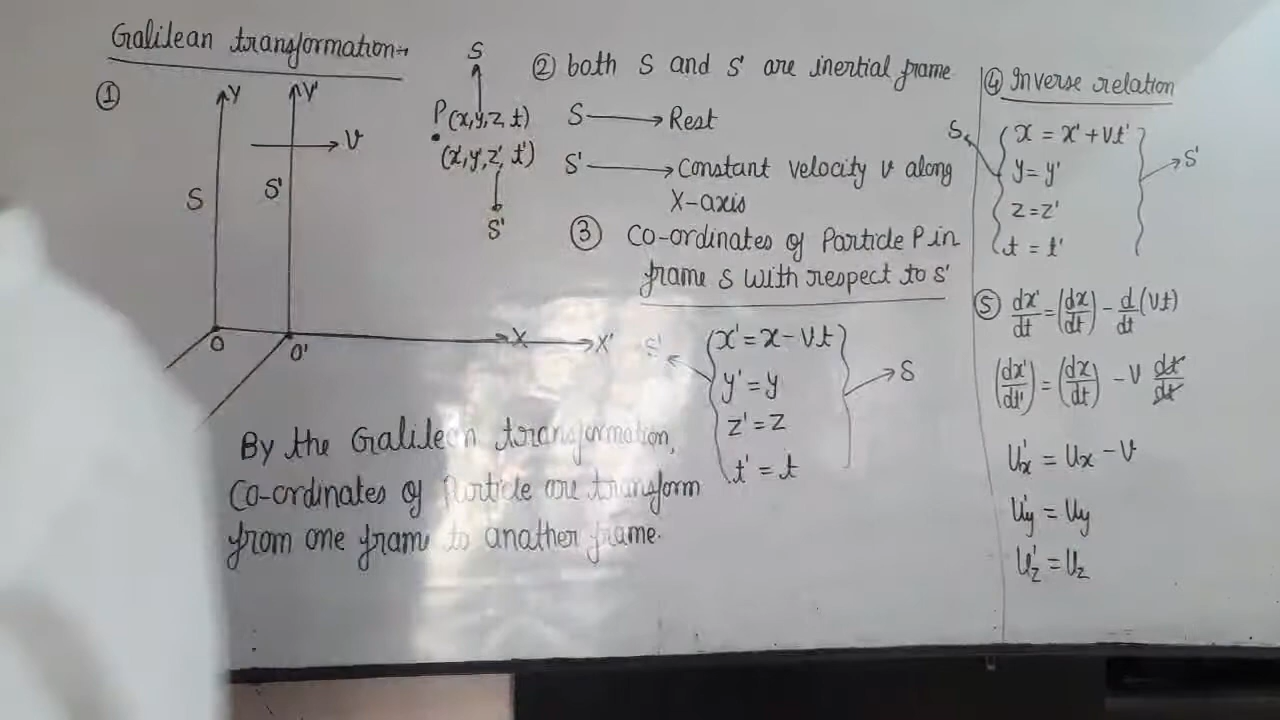 Galilean transformation→
①
Y
Y'
V
S
S'
O
O'
X
X'
S
P(x,y,z,t)
(x',y',z',t')
S'
By the Galilean transformation,
Co-ordinates of Particle are transform
from one frame to anather frame.
② both S and S' are inertial frame
S → Rest
S' → Constant velocity v along
X-axis
③ Co-ordinates of Particle P in
frame S with respect to S'
S'
x' = x - Vt
y' = y
z' = z
t' = t
S
④ Inverse relation
S
x = x' + Vt'
y = y'
z = z'
t = t'
S'
⑤ dx'/dt = (dx/dt) - d/dt (Vt)
(dx'/dt') = (dx/dt) - V dt/dt
U'x = Ux - V
U'y = Uy
U'z = Uz